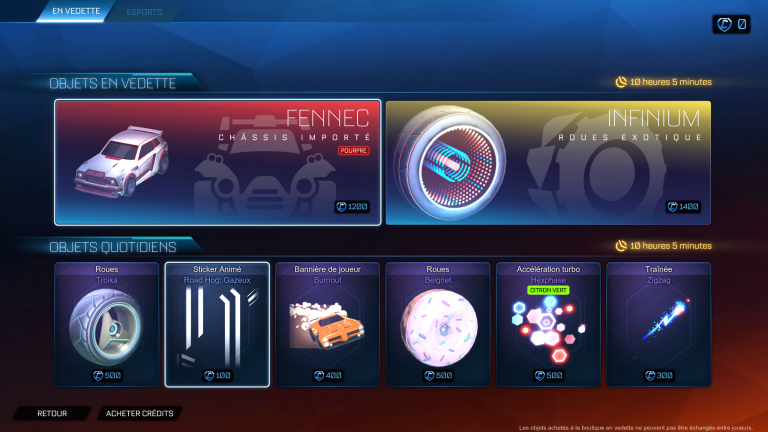 EN VEDETTE
ESPORTS
0
OBJETS EN VEDETTE
10 heures 5 minutes
FENNEC
CHÂSSIS IMPORTÉ
POURPRE
1200
INFINIUM
ROUES EXOTIQUE
1400
OBJETS QUOTIDIENS
10 heures 5 minutes
Roues
Troïka
500
Sticker Animé
Road Hog: Gazeux
100
Bannière de joueur
Burnout
400
Roues
Beignet
500
Accélération turbo
Hexphase
CITRON VERT
500
Traînée
Zigzag
300
RETOUR
ACHETER CRÉDITS
Les objets achetés à la boutique en vedette ne peuvent pas être échangés entre joueurs.